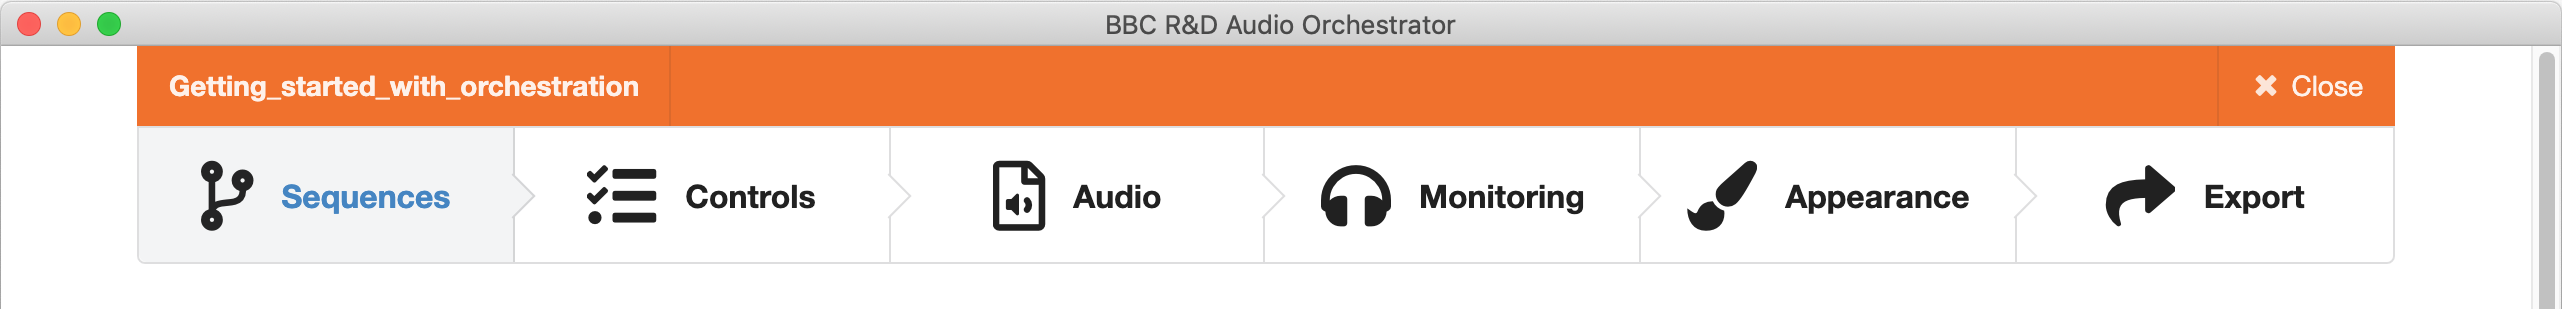 BBC R&D Audio Orchestrator
Getting_started_with_orchestration
Close
Sequences
Controls
Audio
Monitoring
Appearance
Export